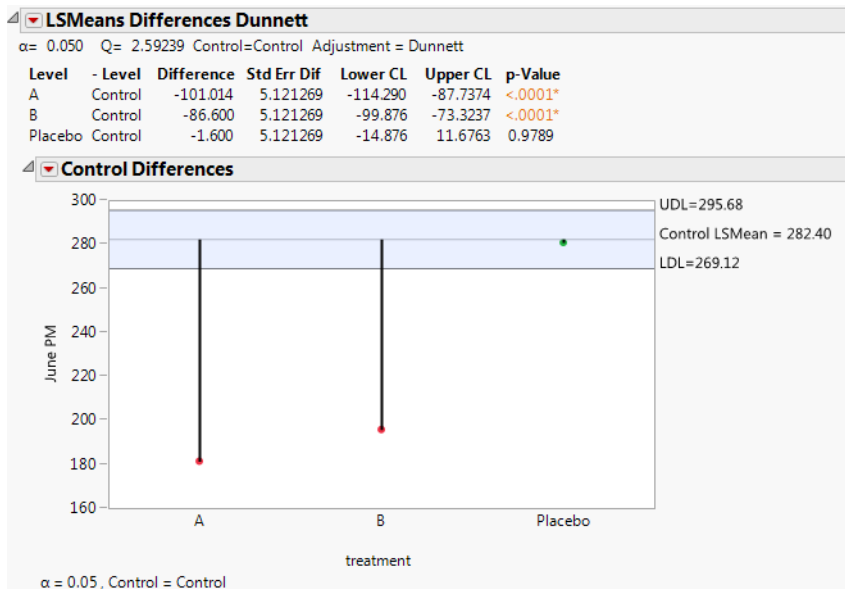 LSMeans Differences Dunnett
α= 0.050 Q= 2.59239 Control=Control Adjustment = Dunnett
Level - Level Difference Std Err Dif Lower CL Upper CL p-Value
A Control -101.014 5.121269 -114.290 -87.7374 <.0001*
B Control -86.600 5.121269 -99.876 -73.3237 <.0001*
Placebo Control -1.600 5.121269 -14.876 11.6763 0.9789
Control Differences
300
280
260
240
220
200
180
160
June PM
UDL=295.68
Control LSMean = 282.40
LDL=269.12
A B Placebo
treatment
α = 0.05 , Control = Control